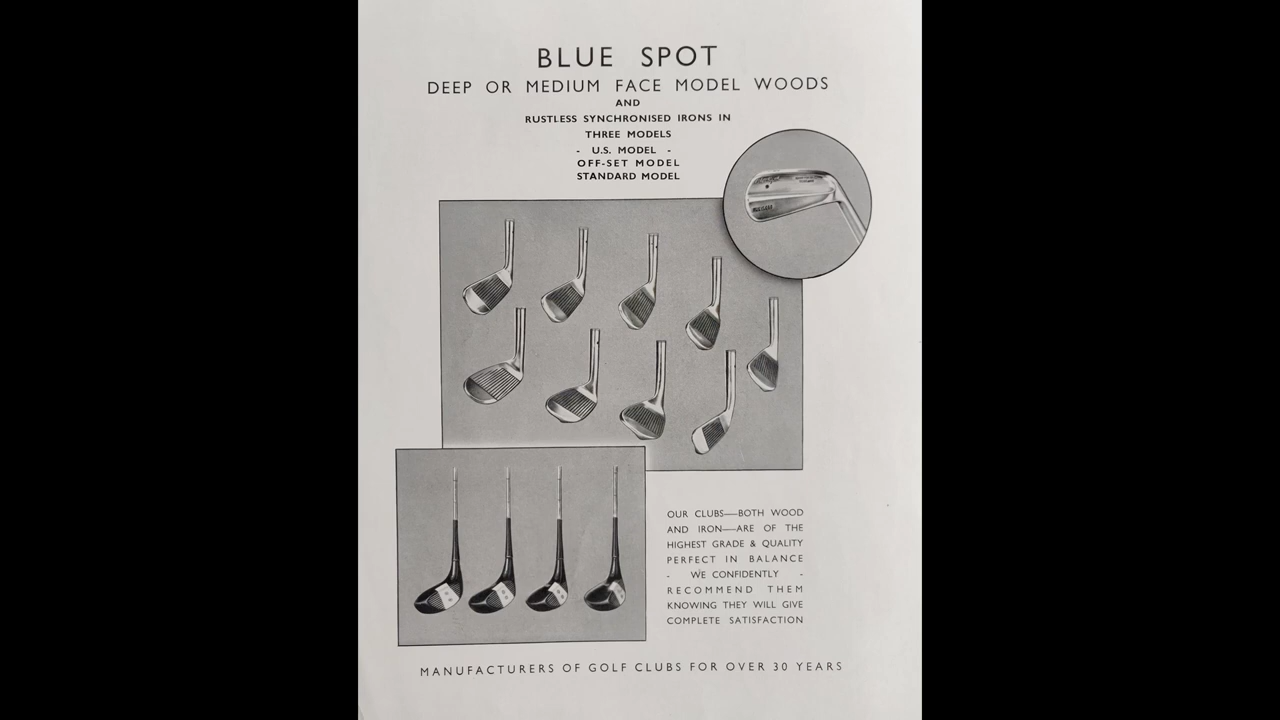 BLUE SPOT
DEEP OR MEDIUM FACE MODEL WOODS
AND
RUSTLESS SYNCHRONISED IRONS IN
THREE MODELS
- U.S. MODEL -
OFF-SET MODEL
STANDARD MODEL
OUR CLUBS—BOTH WOOD
AND IRON—ARE OF THE
HIGHEST GRADE & QUALITY
PERFECT IN BALANCE
- WE CONFIDENTLY -
RECOMMEND THEM
KNOWING THEY WILL GIVE
COMPLETE SATISFACTION
MANUFACTURERS OF GOLF CLUBS FOR OVER 30 YEARS